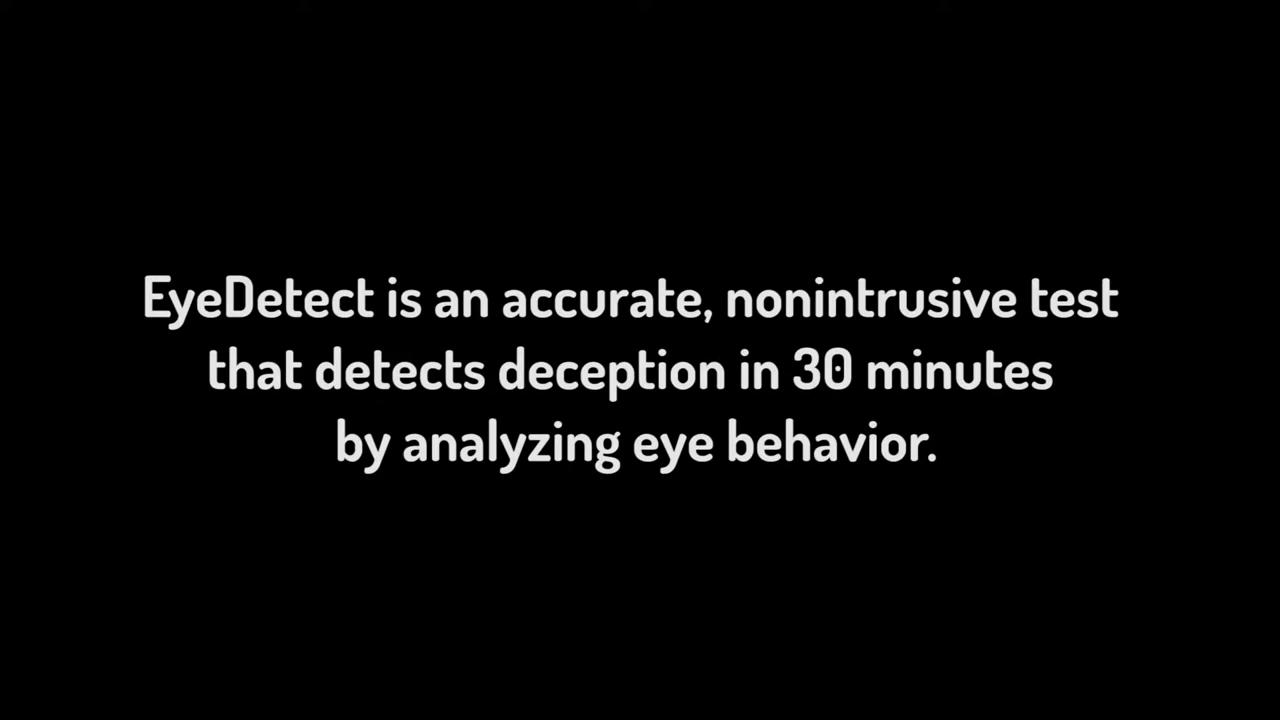 EyeDetect is an accurate, nonintrusive test
that detects deception in 30 minutes
by analyzing eye behavior.